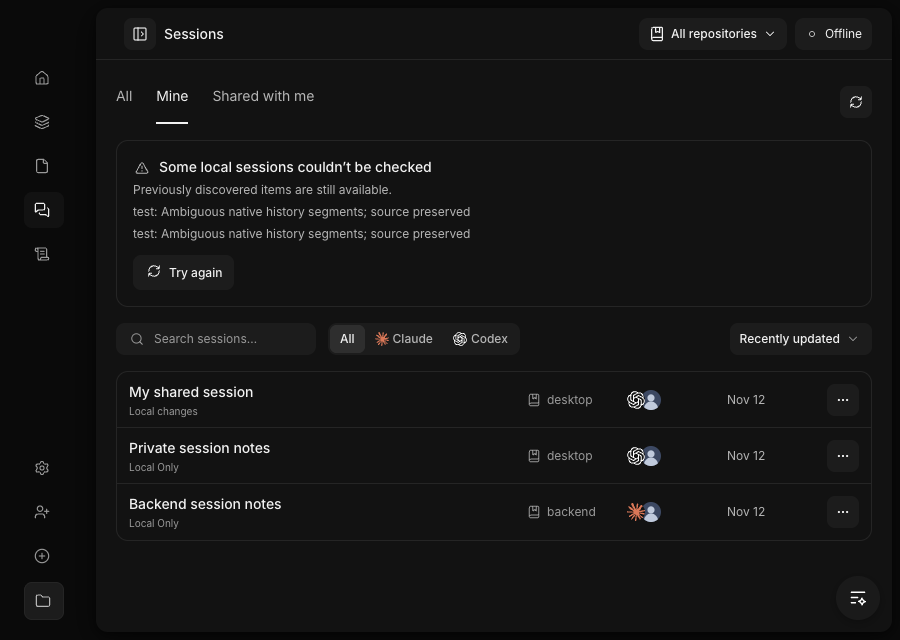 Sessions
All repositories
Offline
All
Mine
Shared with me
Some local sessions couldn’t be checked
Previously discovered items are still available.
test: Ambiguous native history segments; source preserved
test: Ambiguous native history segments; source preserved
Try again
Search sessions...
All
Claude
Codex
Recently updated
My shared session
Local changes
desktop
Nov 12
Private session notes
Local Only
desktop
Nov 12
Backend session notes
Local Only
backend
Nov 12